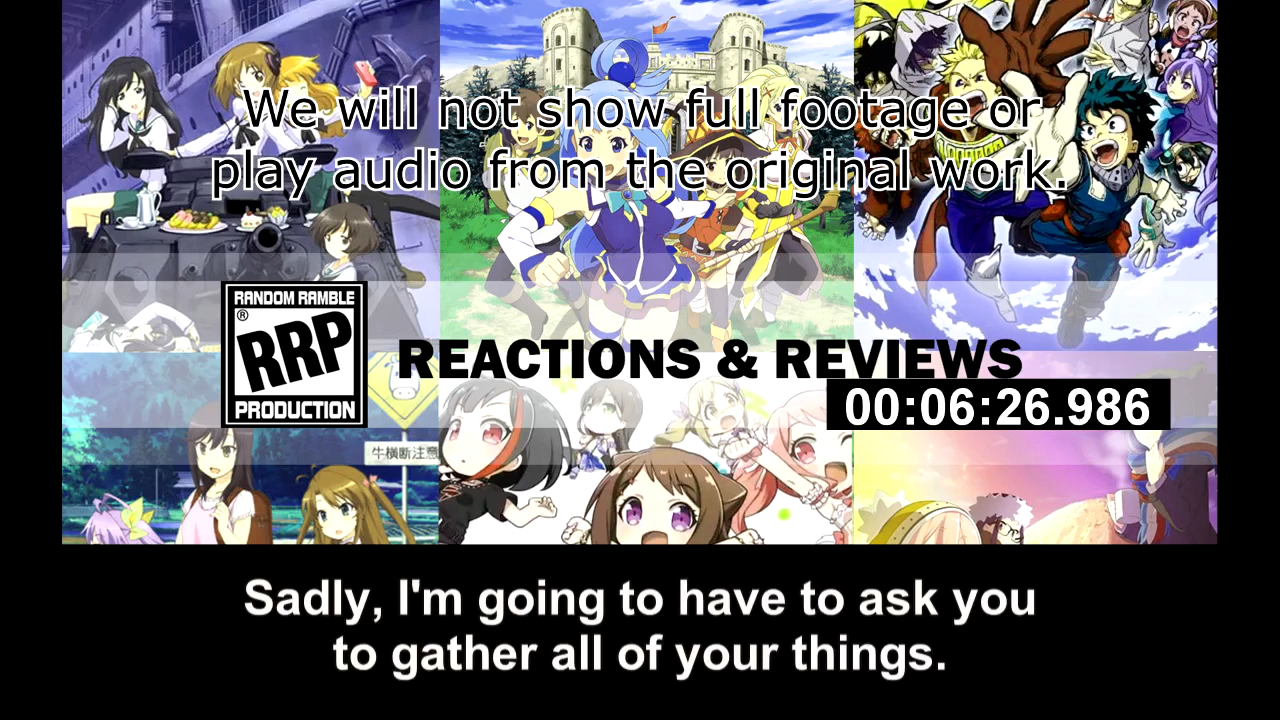 We will not show full footage or
play audio from the original work.
RANDOM RAMBLE
®
RRP
PRODUCTION
REACTIONS & REVIEWS
00:06:26.986
牛横断注意
Sadly, I'm going to have to ask you
to gather all of your things.